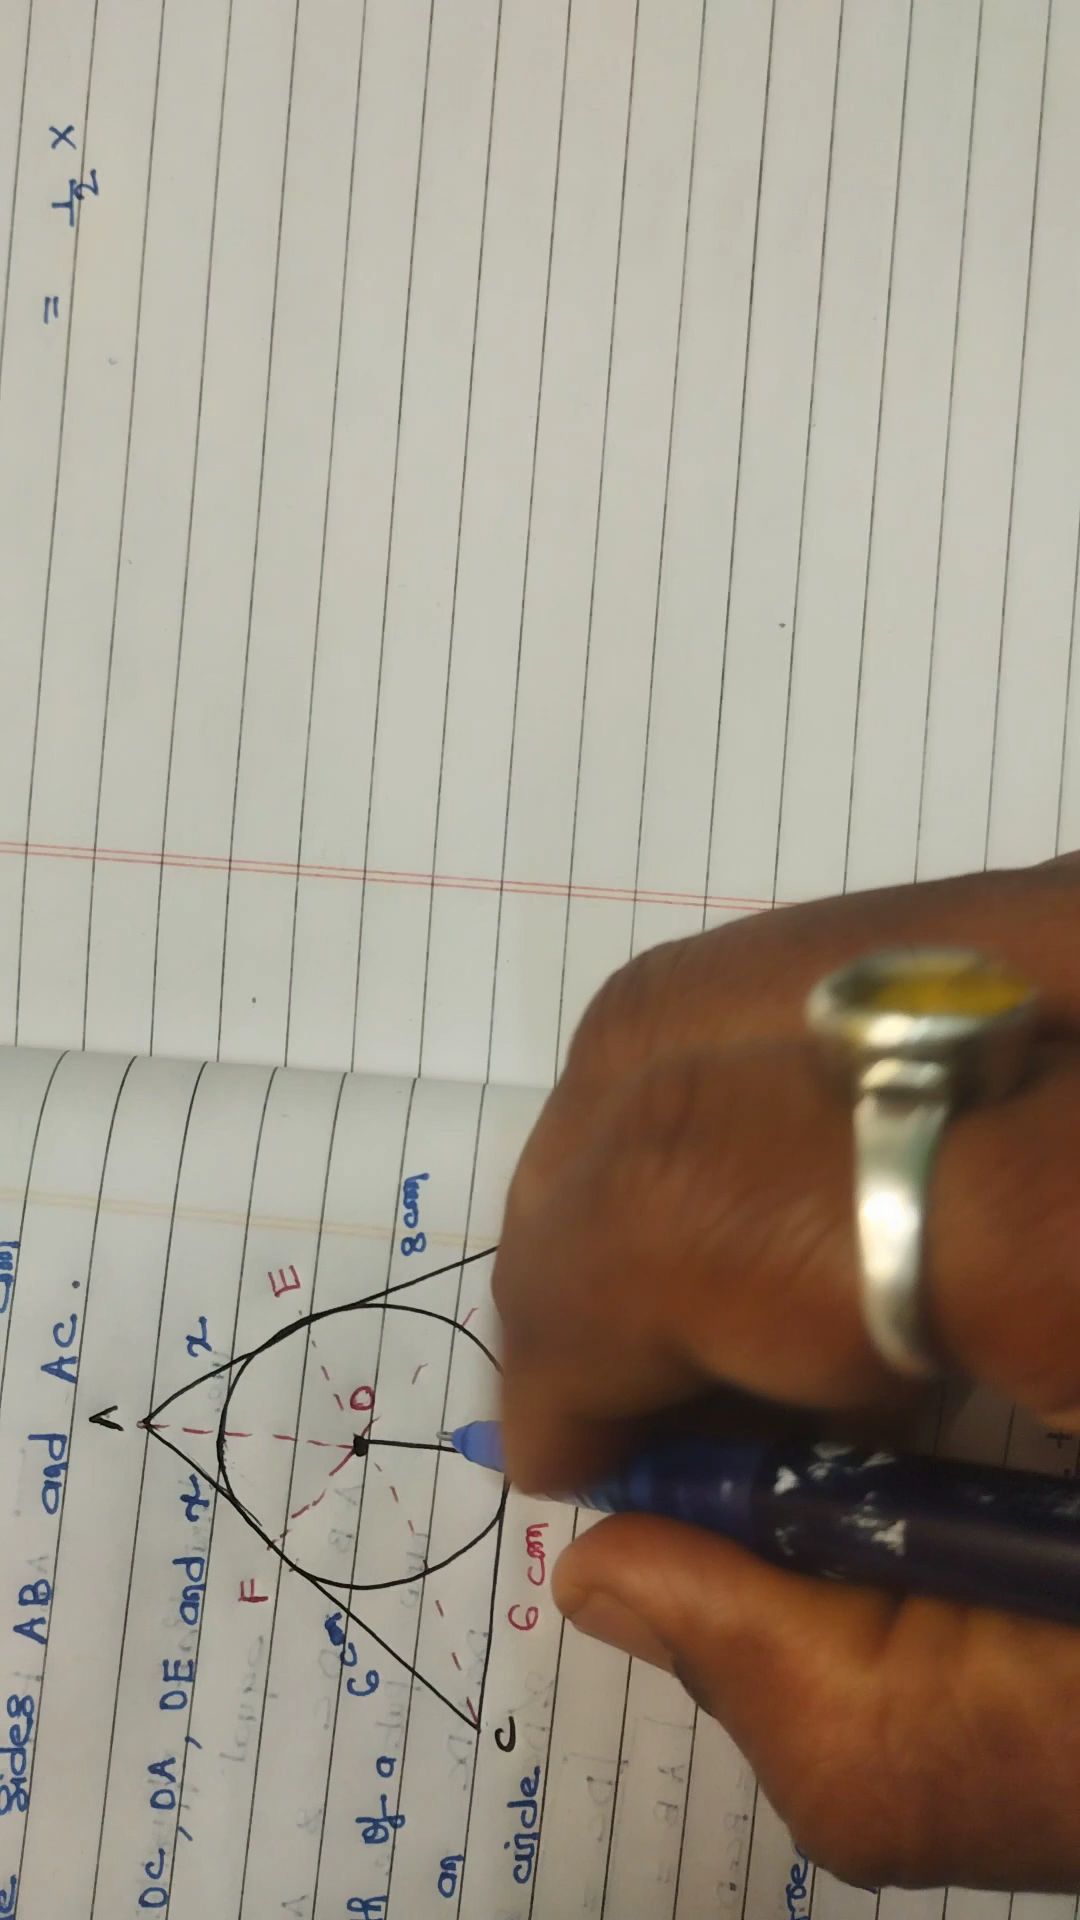 sides AB and AC.
OC, OA, OE and
of a
an
circle
A
x
x
E
F
O
8 cm
6 cm
6 cm
C
= 1/2 ×